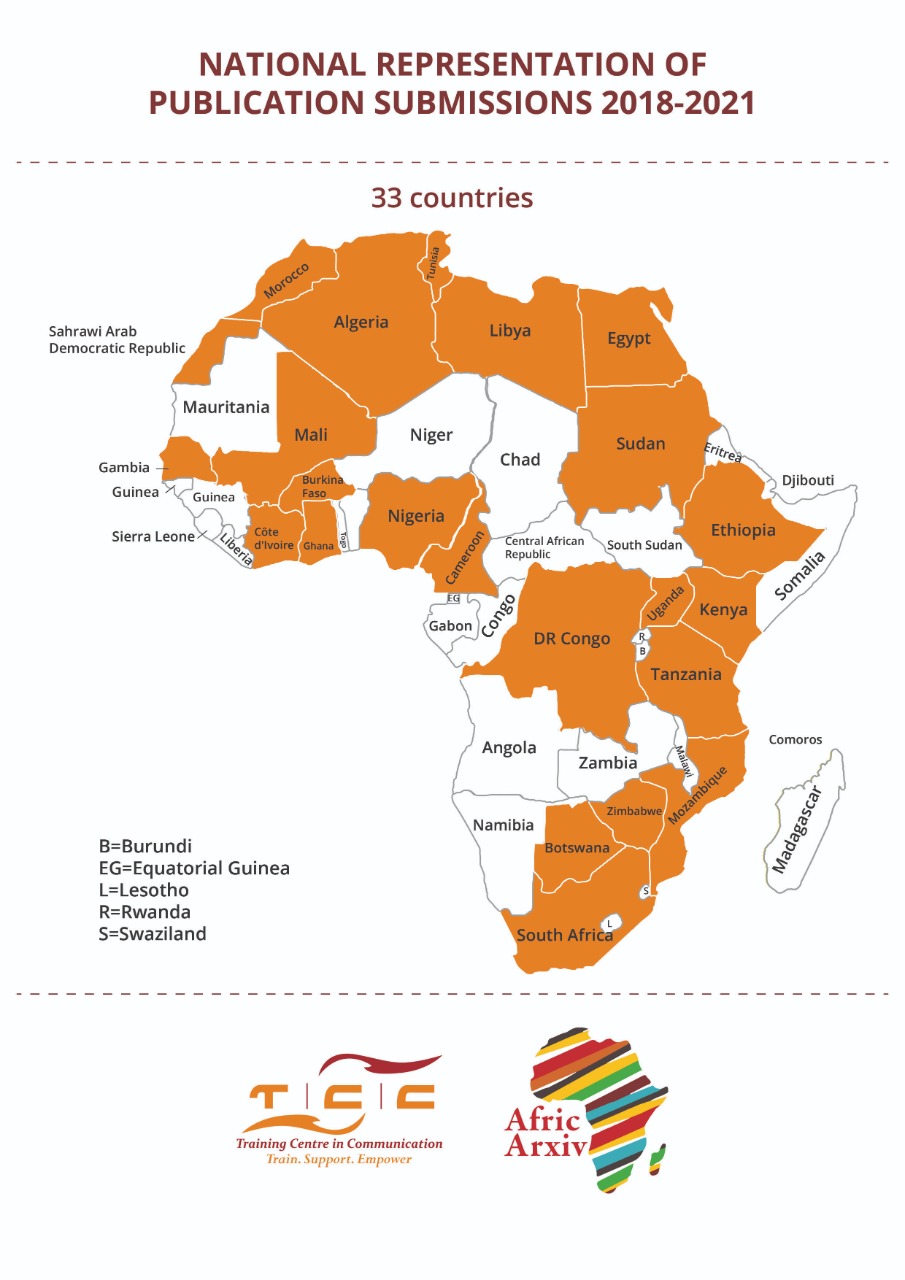 NATIONAL REPRESENTATION OF
PUBLICATION SUBMISSIONS 2018-2021
33 countries
Morocco
Tunisia
Algeria
Libya
Egypt
Sahrawi Arab
Democratic Republic
Mauritania
Mali
Niger
Chad
Sudan
Eritrea
Djibouti
Gambia
Guinea
Guinea
Sierra Leone
Liberia
Burkina
Faso
Côte
d'Ivoire
Ghana
Togo
Nigeria
Cameroon
Central African
Republic
South Sudan
Ethiopia
Somalia
EG
Gabon
Congo
DR Congo
Uganda
Kenya
R
B
Tanzania
Angola
Zambia
Malawi
Mozambique
Comoros
Madagascar
Namibia
Zimbabwe
Botswana
S
L
South Africa
B=Burundi
EG=Equatorial Guinea
L=Lesotho
R=Rwanda
S=Swaziland
T C C
Training Centre in Communication
Train. Support. Empower
Afric
Arxiv